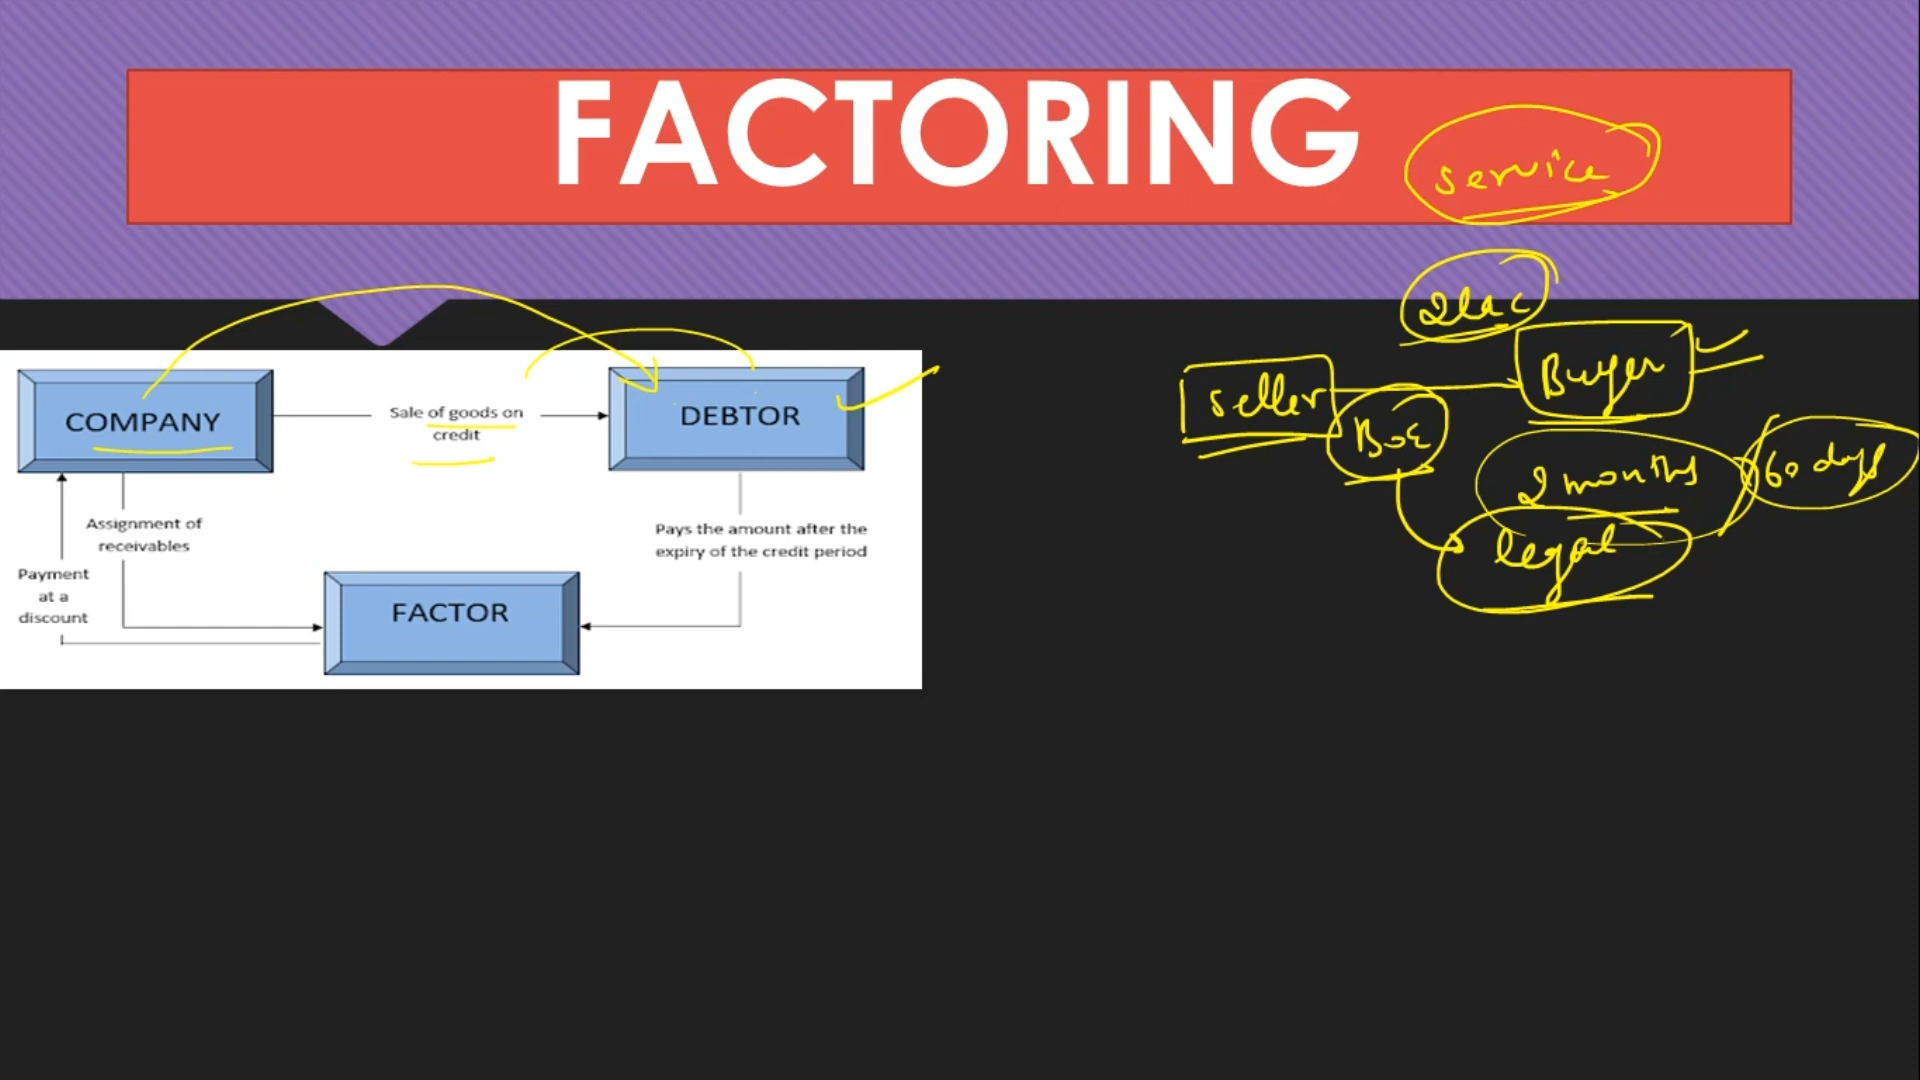 FACTORING
service
2lac
COMPANY
Sale of goods on
credit
DEBTOR
seller
Buyer
BOE
2 months
60 days
legal
Assignment of
receivables
Pays the amount after the
expiry of the credit period
Payment
at a
discount
FACTOR